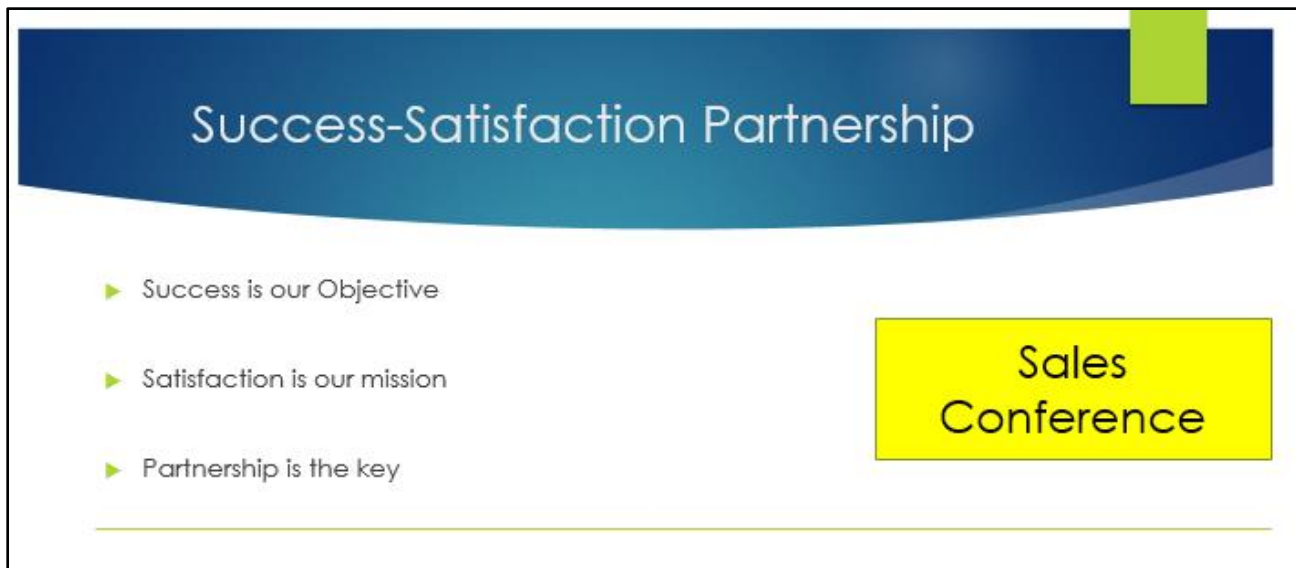 Success-Satisfaction Partnership
Success is our Objective
Satisfaction is our mission
Partnership is the key
Sales
Conference